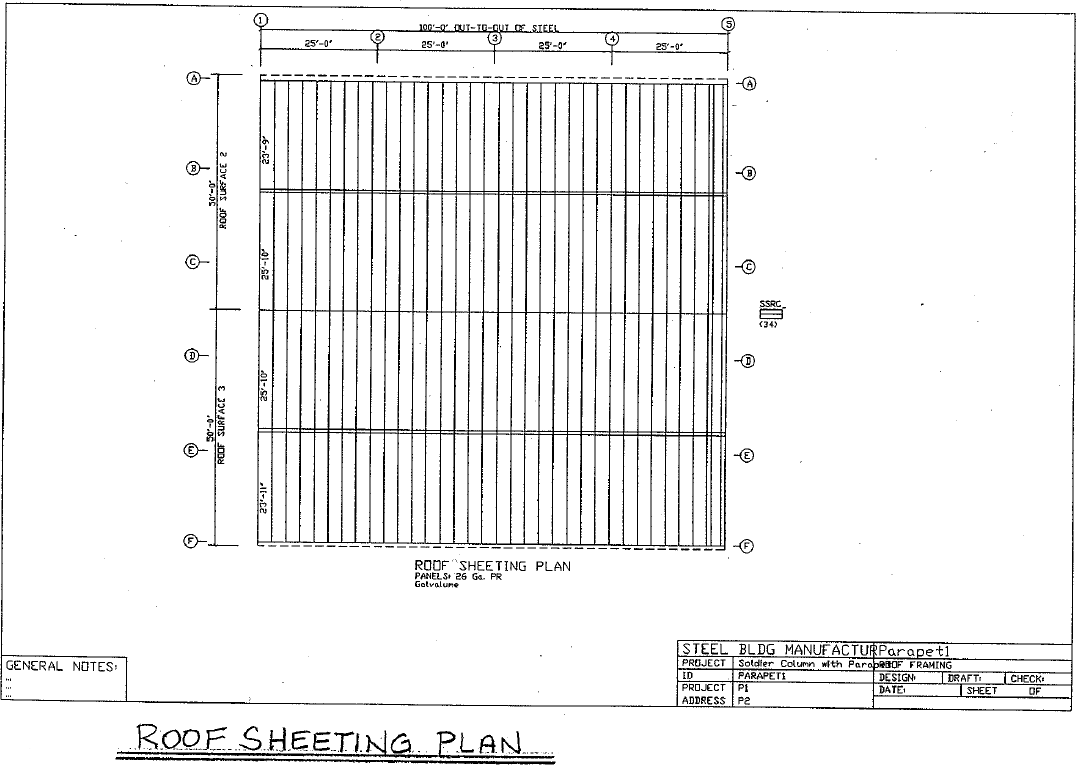 1
5
100'-0" OUT-TO-OUT OF STEEL
2
3
4
25'-0" 25'-0" 25'-0" 25'-0"
A
A
23'-9"
B
B
50'-0"
ROOF SURFACE 2
25'-10"
C
C
SSRC_
(34)
D
D
25'-10"
50'-0"
ROOF SURFACE 3
E
E
23'-11"
F
F
ROOF SHEETING PLAN
PANELS: 26 Ga. PR
Galvalume
GENERAL NOTES:
STEEL BLDG MANUFACTUR Parapet1
PROJECT Soldier Column with Parap ROOF FRAMING
ID PARAPET1 DESIGN: DRAFT: CHECK:
PROJECT P1 DATE: SHEET OF
ADDRESS P2
ROOF SHEETING PLAN